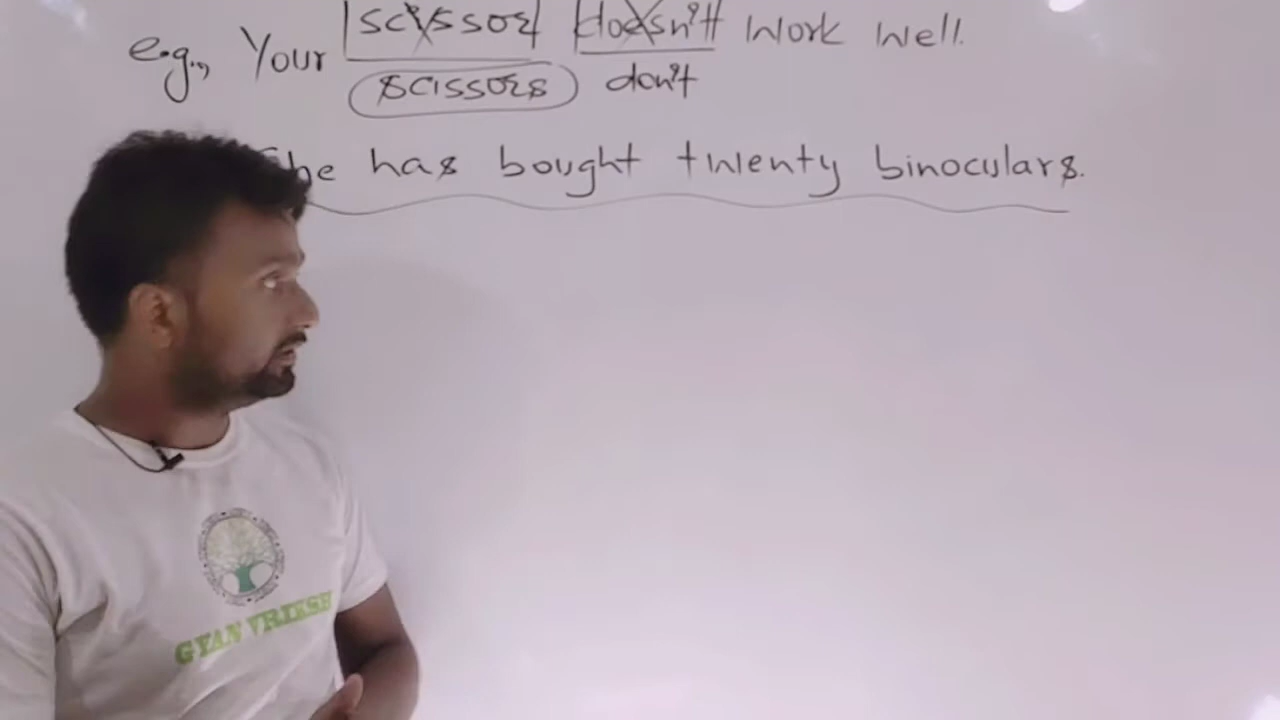 e.g., Your scissor doesn't work well.
scissors don't
She has bought twenty binoculars.
GYAN VRIKSH